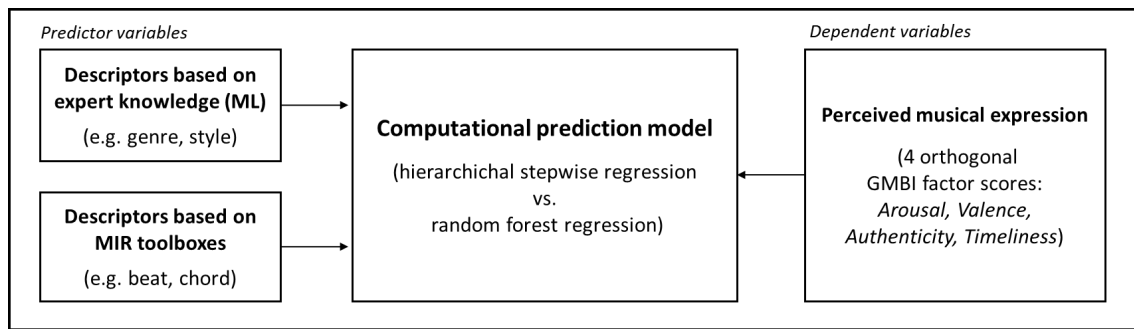 Predictor variables
Descriptors based on
expert knowledge (ML)
(e.g. genre, style)
Descriptors based on
MIR toolboxes
(e.g. beat, chord)
Computational prediction model
(hierarchichal stepwise regression
vs.
random forest regression)
Dependent variables
Perceived musical expression
(4 orthogonal
GMBI factor scores:
Arousal, Valence,
Authenticity, Timeliness)